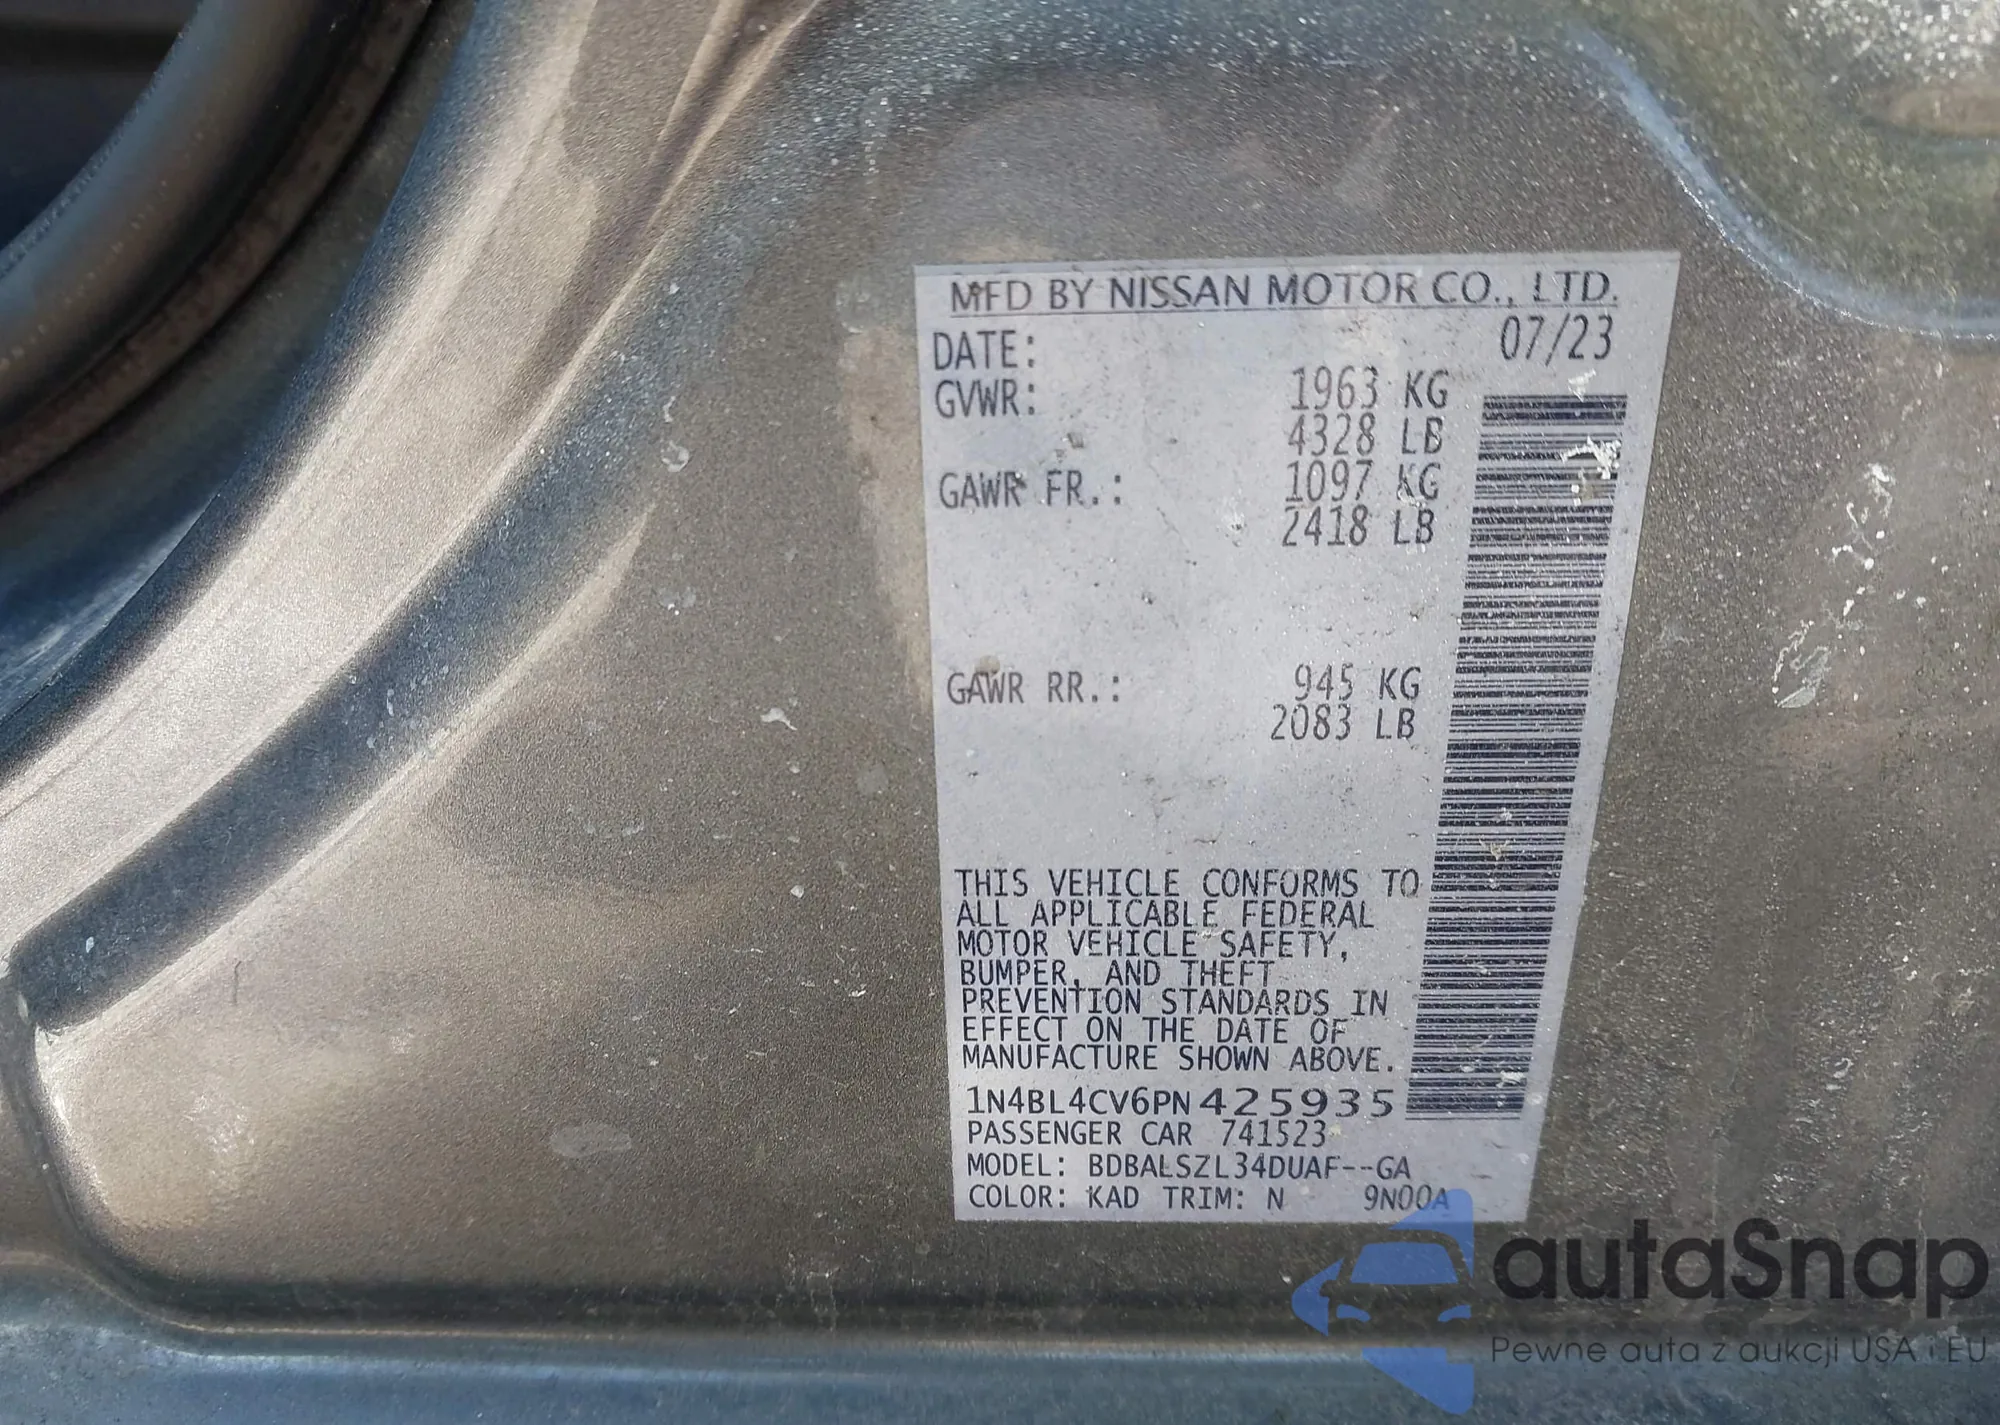 MFD BY NISSAN MOTOR CO., LTD.
DATE: 07/23
GVWR: 1963 KG
4328 LB
GAWR FR.: 1097 KG
2418 LB
GAWR RR.: 945 KG
2083 LB
THIS VEHICLE CONFORMS TO
ALL APPLICABLE FEDERAL
MOTOR VEHICLE SAFETY,
BUMPER, AND THEFT
PREVENTION STANDARDS IN
EFFECT ON THE DATE OF
MANUFACTURE SHOWN ABOVE.
1N4BL4CV6PN425935
PASSENGER CAR 741523
MODEL: BDBALSZL34DUAF--GA
COLOR: KAD TRIM: N 9N00A
autaSnap
Pewne auta z aukcji USA i EU